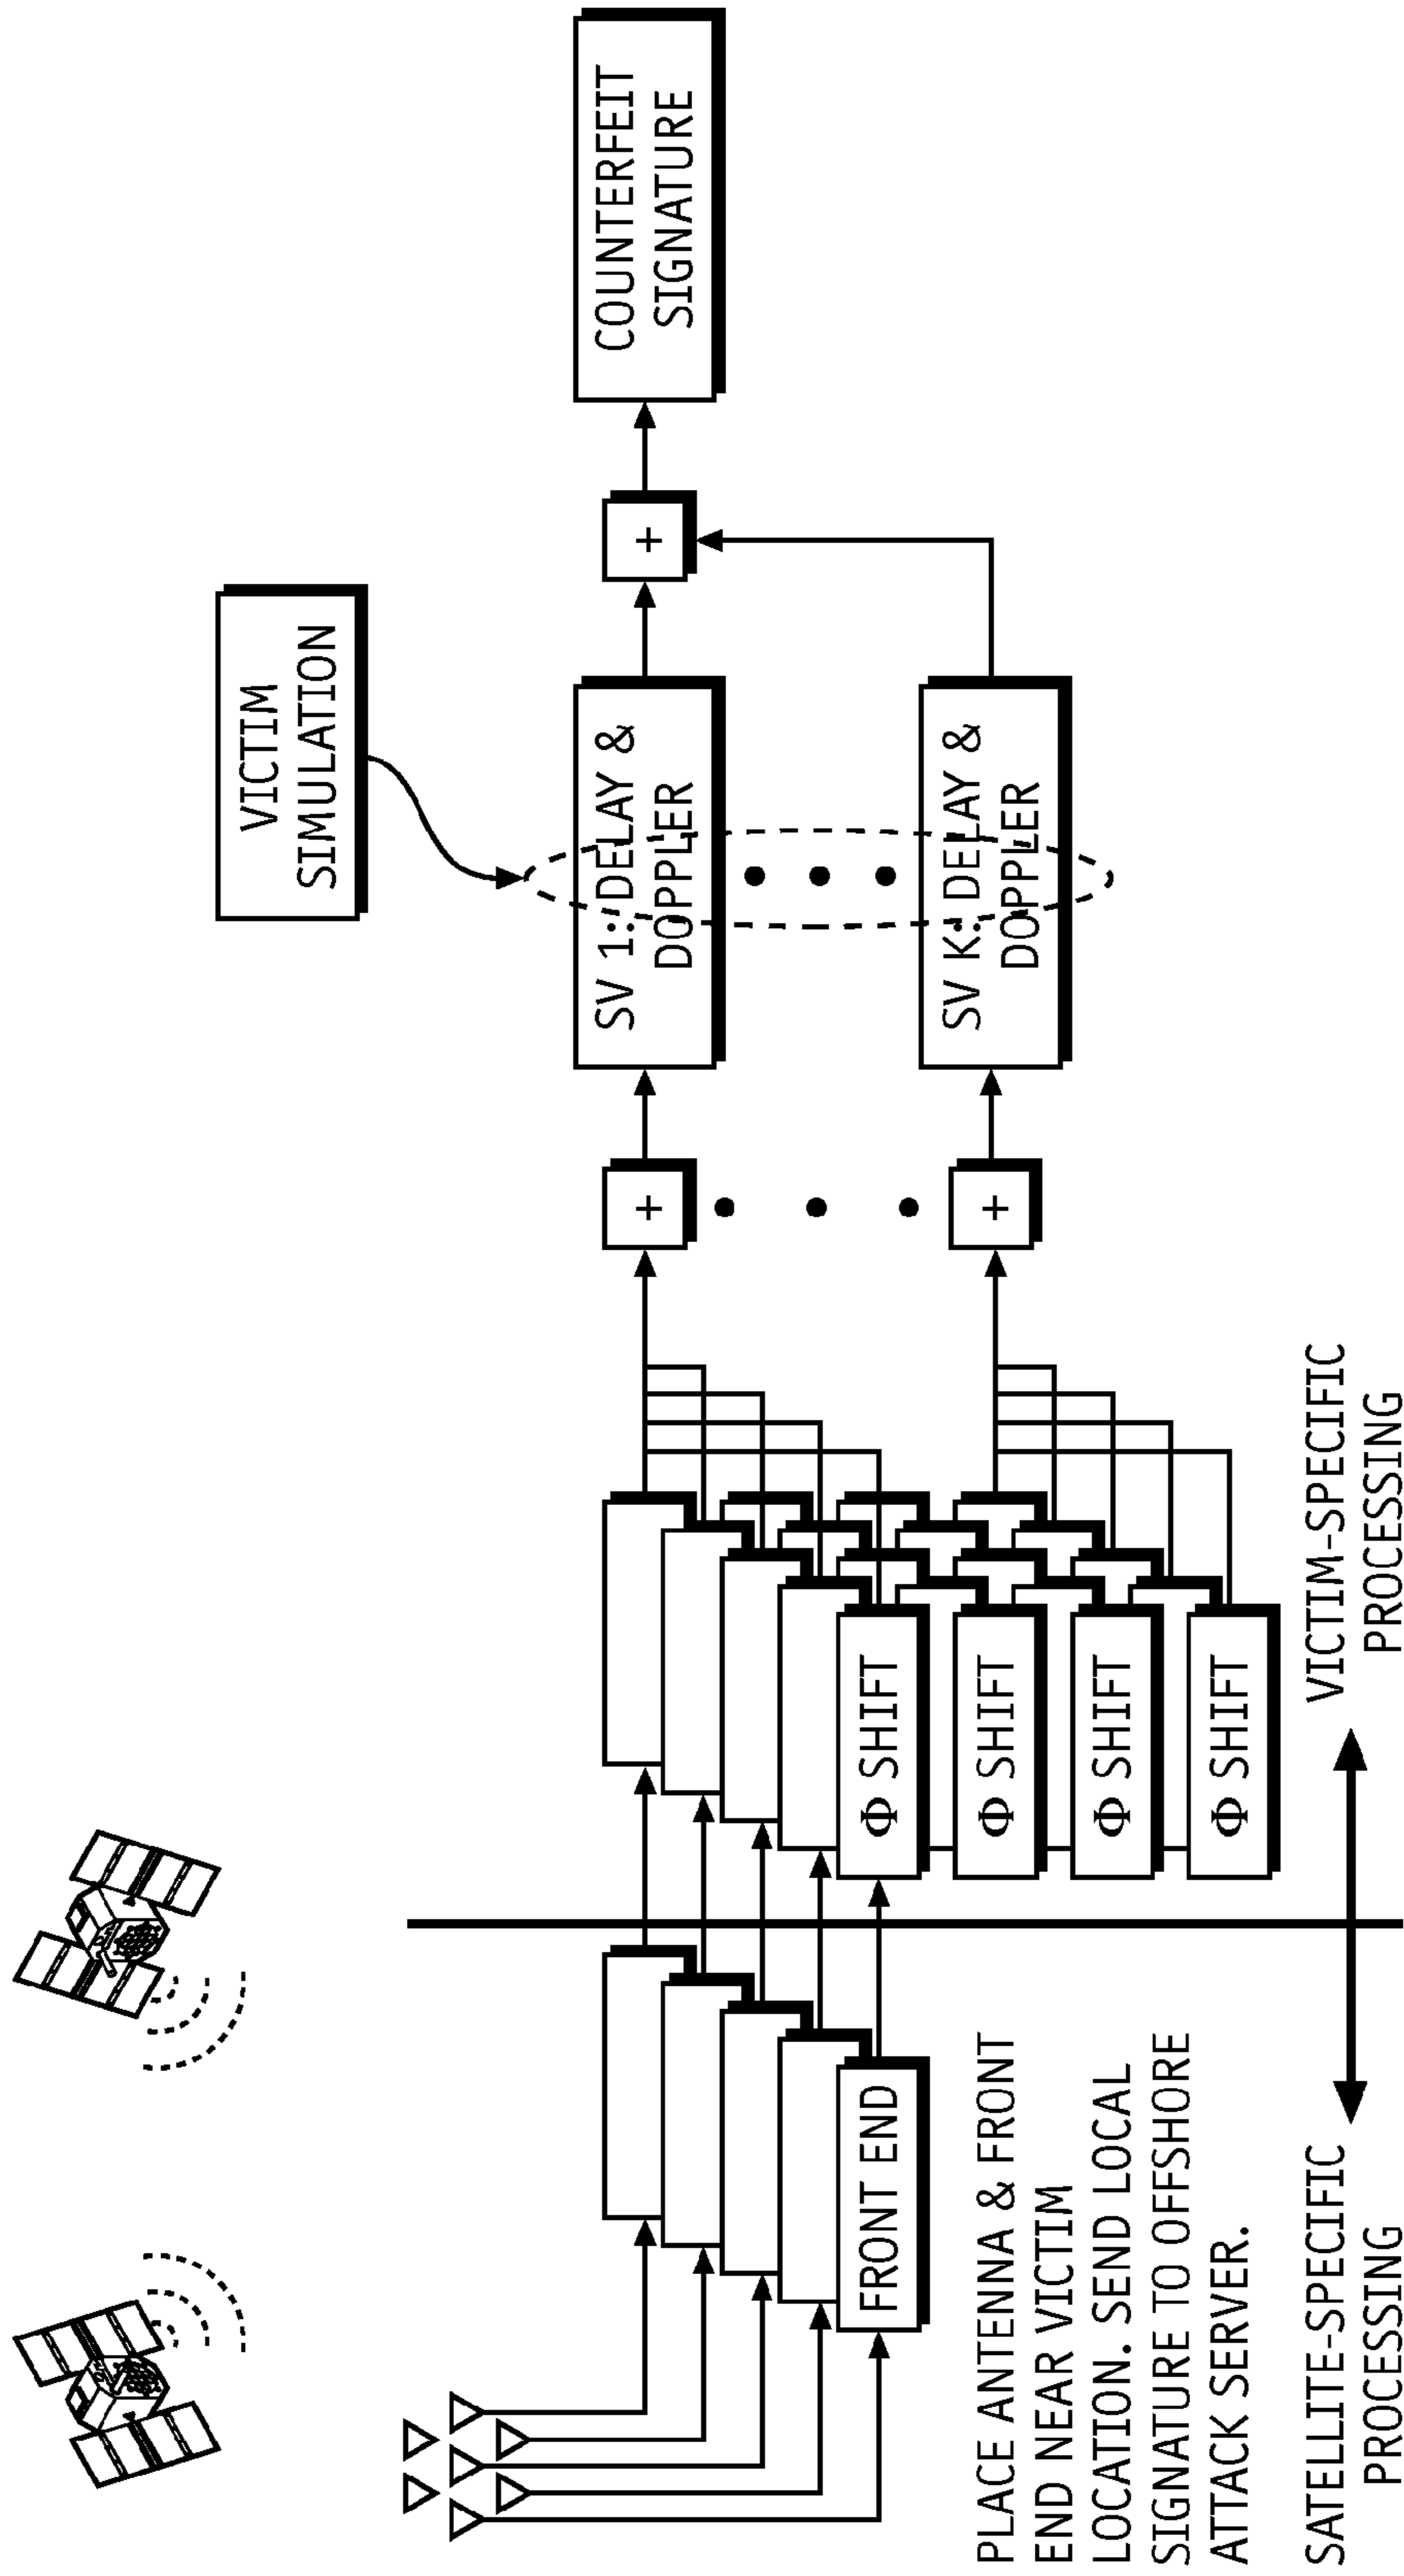 VICTIM
SIMULATION
FRONT END
Φ SHIFT
Φ SHIFT
Φ SHIFT
Φ SHIFT
+
+
SV 1: DELAY &
DOPPLER
SV K: DELAY &
DOPPLER
+
COUNTERFEIT
SIGNATURE
PLACE ANTENNA & FRONT
END NEAR VICTIM
LOCATION. SEND LOCAL
SIGNATURE TO OFFSHORE
ATTACK SERVER.
SATELLITE-SPECIFIC
PROCESSING
VICTIM-SPECIFIC
PROCESSING